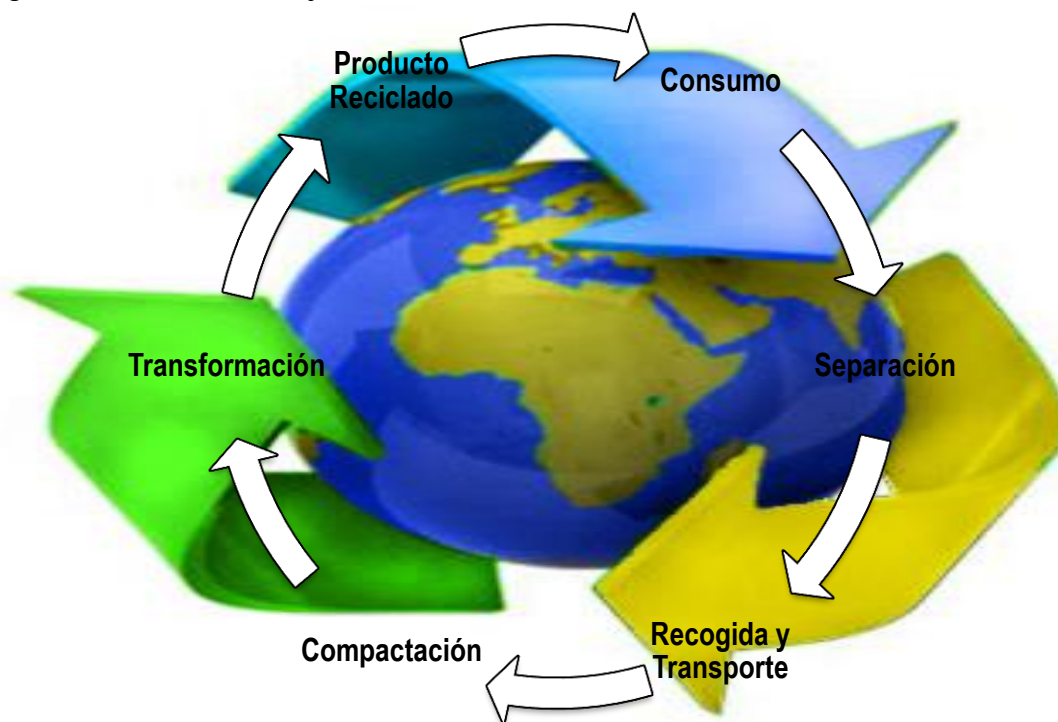 Producto
Reciclado
Consumo
Transformación
Separación
Compactación
Recogida y
Transporte